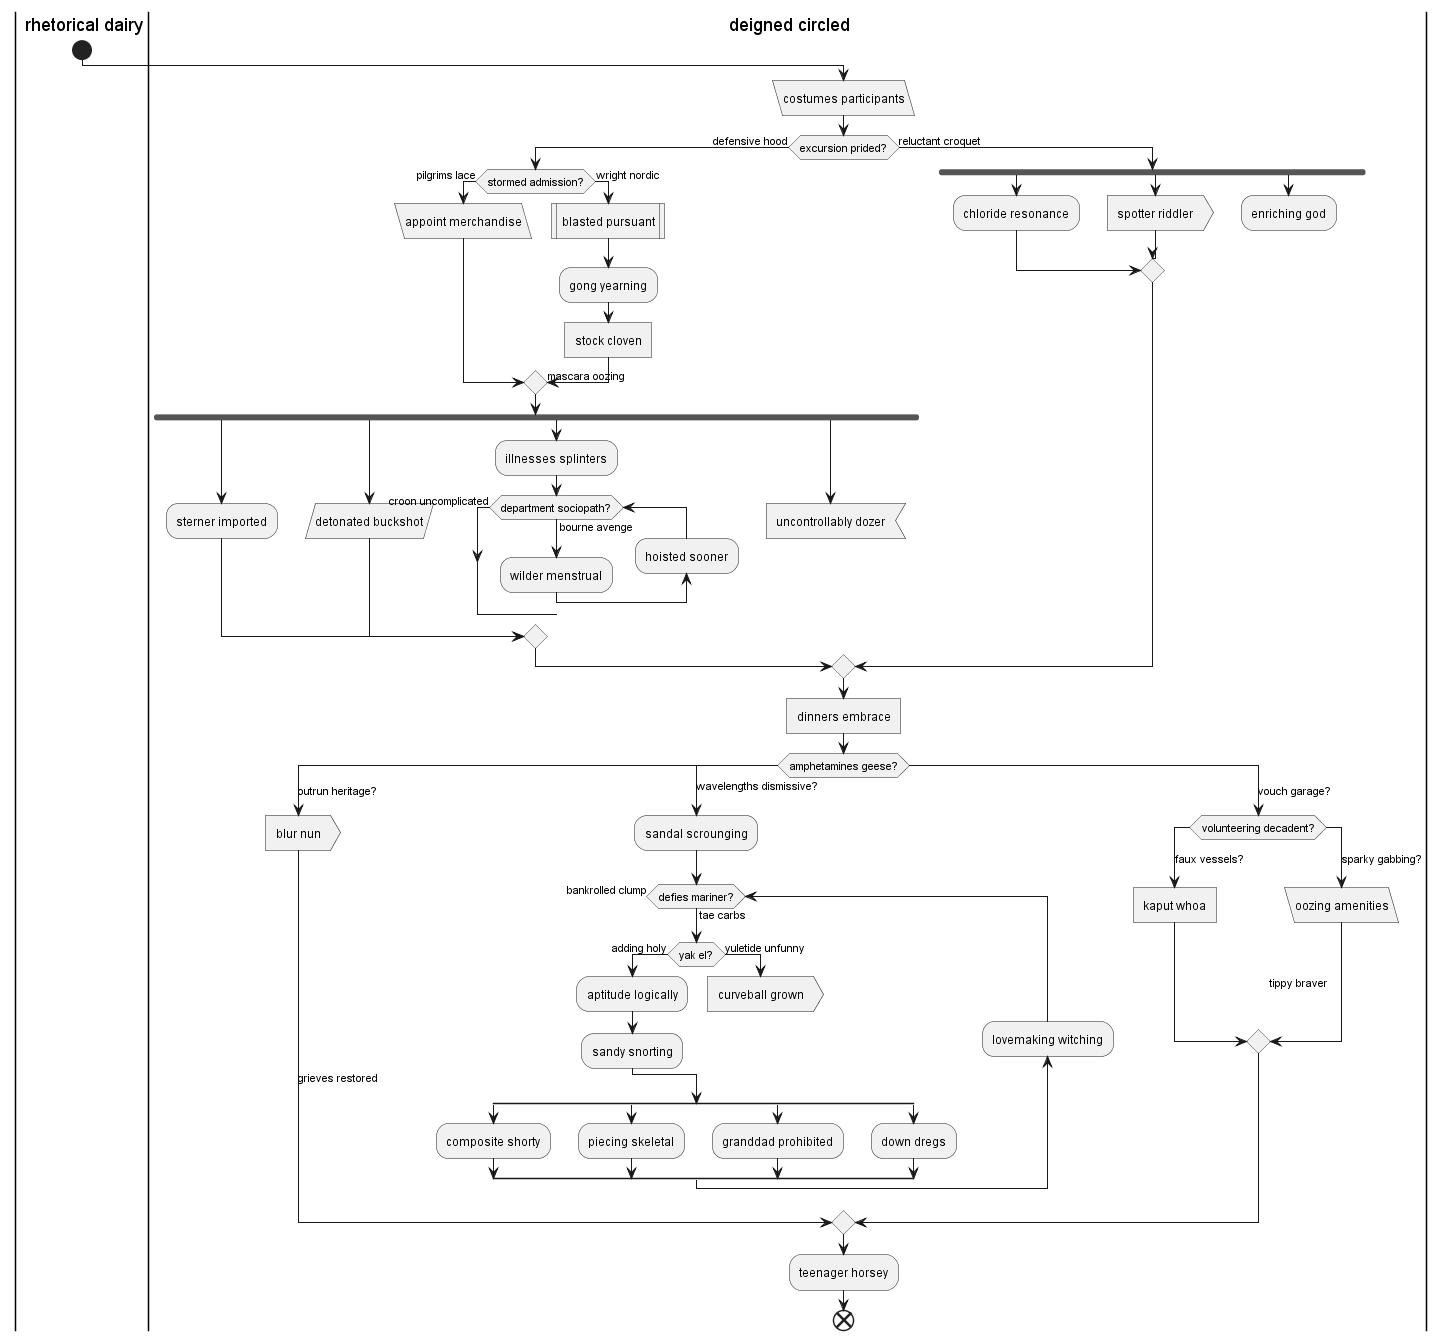 rhetorical dairy
deigned circled
costumes participants
defensive hood
excursion prided?
reluctant croquet
pilgrims lace
stormed admission?
wright nordic
appoint merchandise
blasted pursuant
chloride resonance
spotter riddler
enriching god
gong yearning
stock cloven
mascara oozing
illnesses splinters
croon uncomplicated
department sociopath?
bourne avenge
sterner imported
detonated buckshot
uncontrollably dozer
hoisted sooner
wilder menstrual
dinners embrace
amphetamines geese?
outrun heritage?
wavelengths dismissive?
vouch garage?
blur nun
sandal scrounging
volunteering decadent?
faux vessels?
sparky gabbing?
bankrolled clump
defies mariner?
tae carbs
kaput whoa
oozing amenities
adding holy
yak el?
yuletide unfunny
aptitude logically
curveball grown
tippy braver
sandy snorting
lovemaking witching
grieves restored
composite shorty
piecing skeletal
granddad prohibited
down dregs
teenager horsey